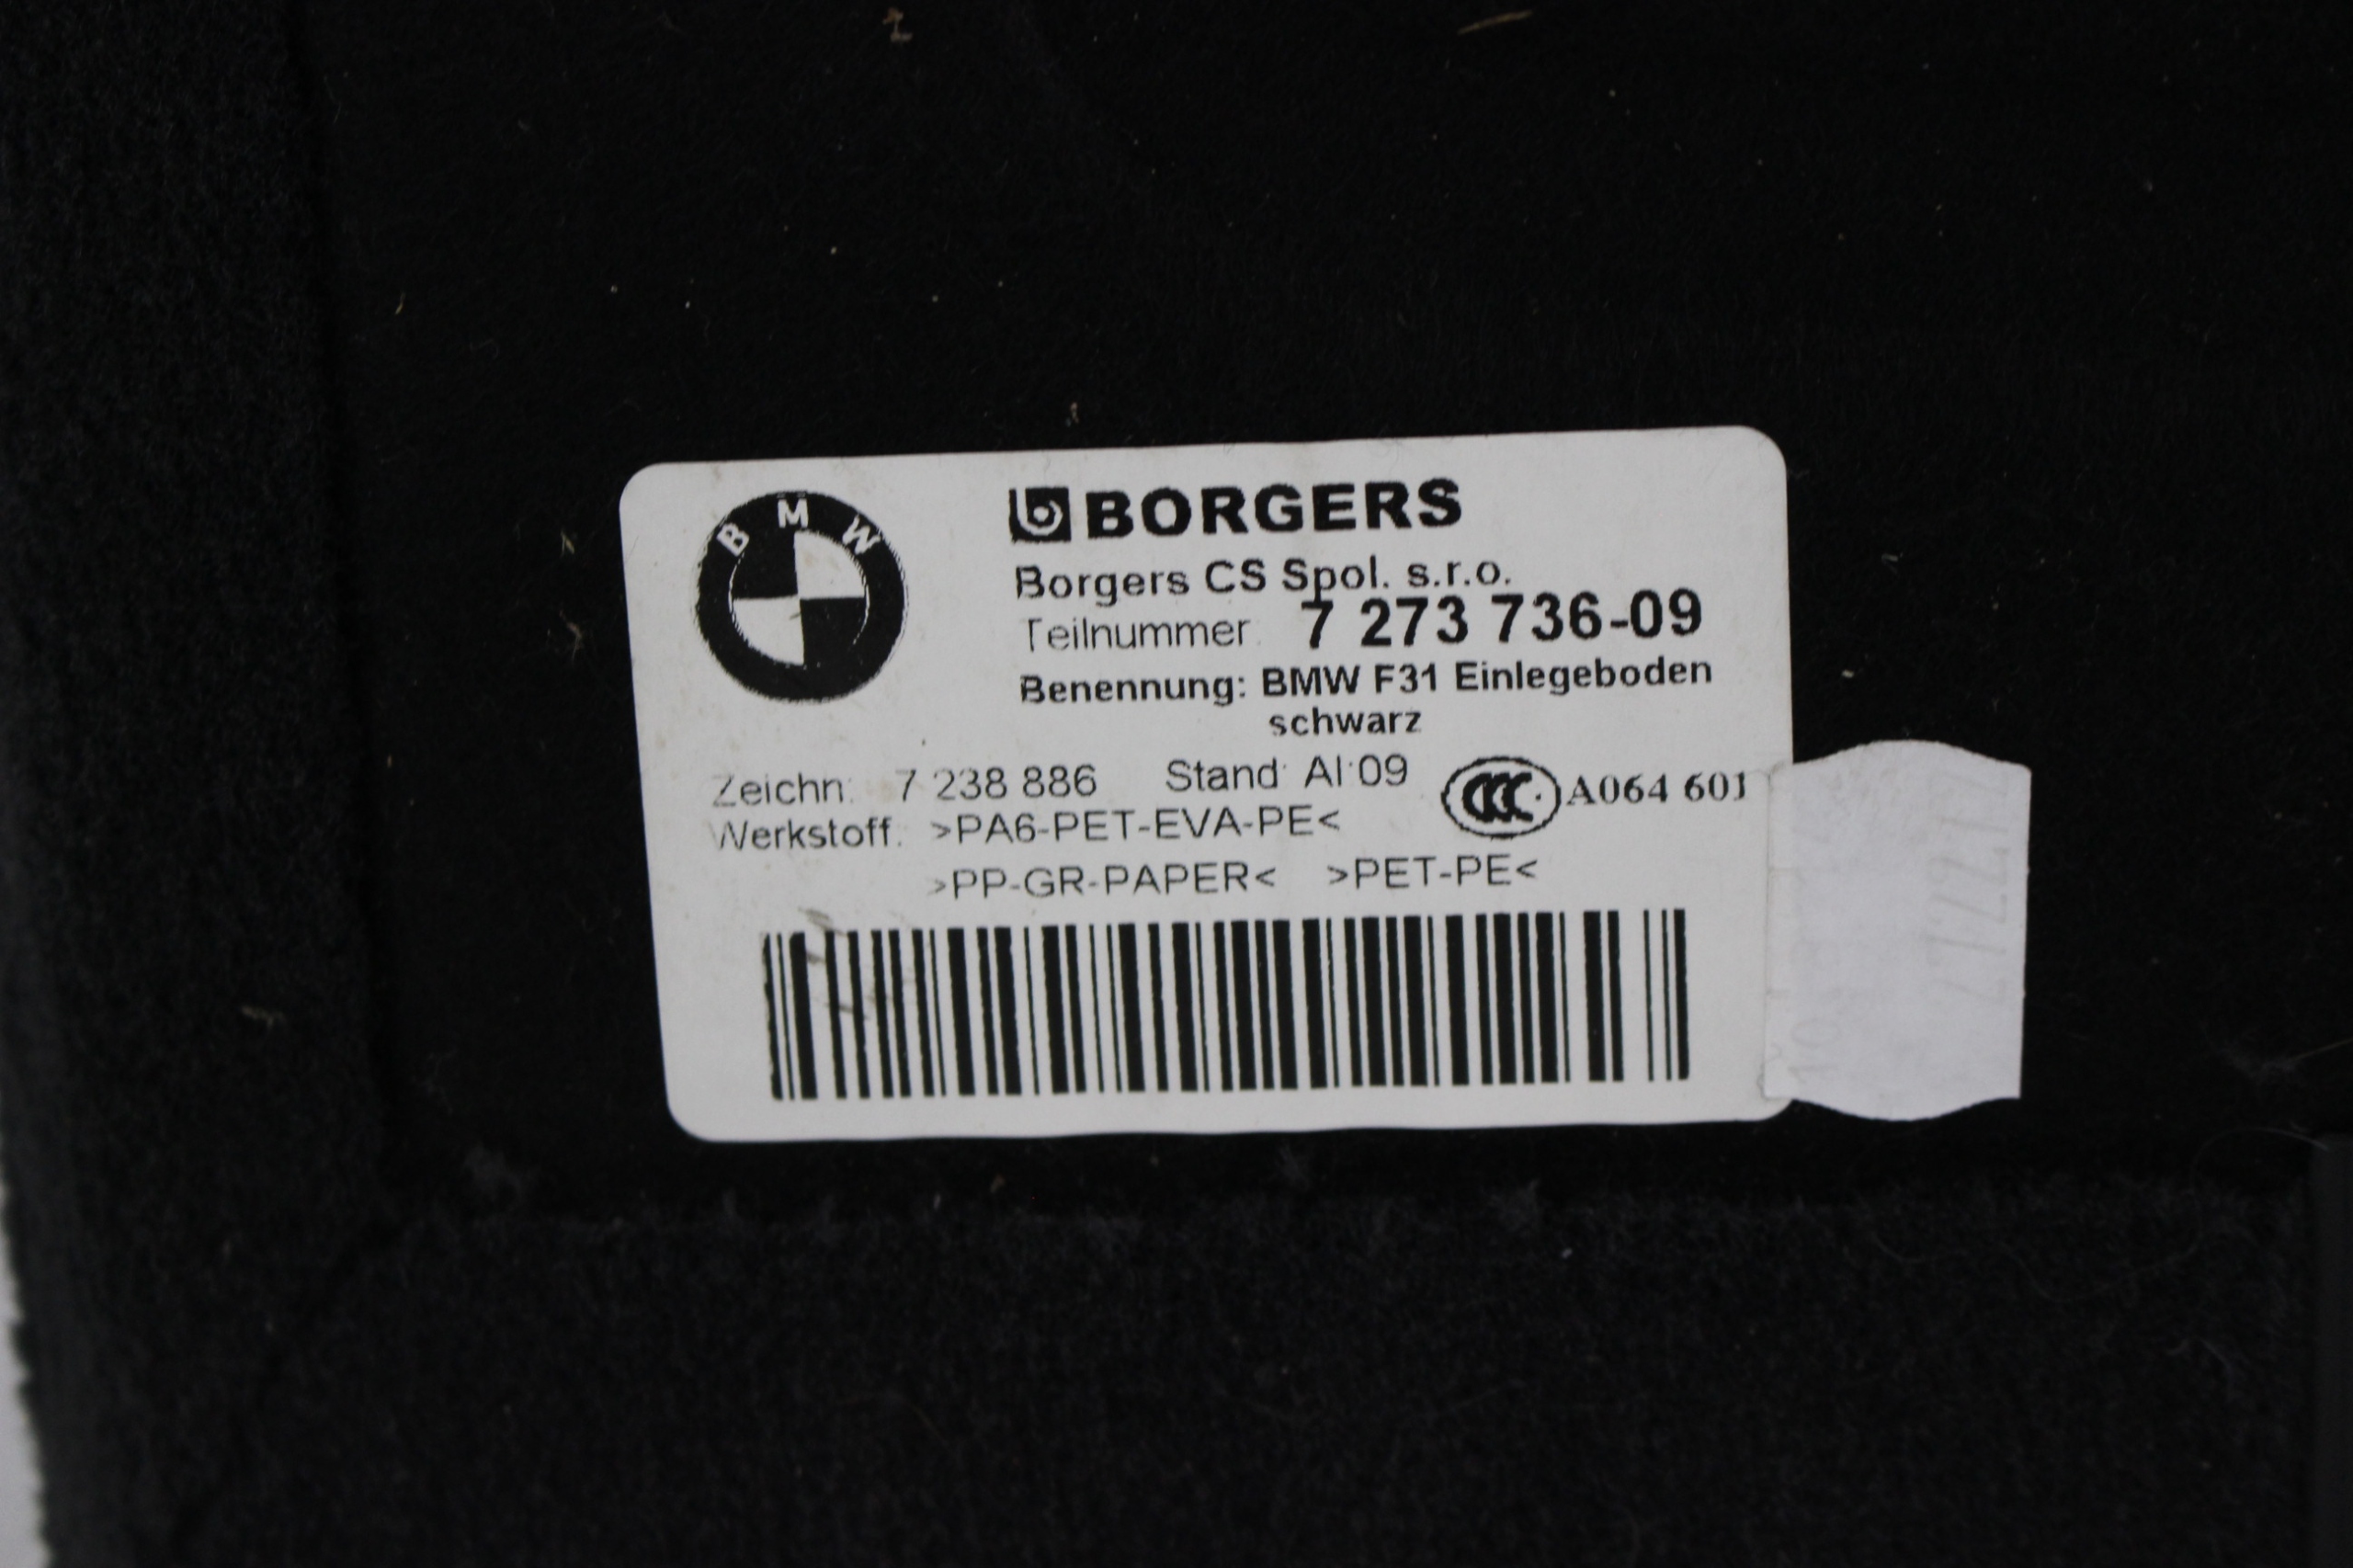 BMW
BORGERS
Borgers CS Spol. s.r.o.
Teilnummer: 7 273 736-09
Benennung: BMW F31 Einlegeboden
schwarz
Zeichn: 7 238 886 Stand: AI:09
CCC A064 601
Werkstoff: >PA6-PET-EVA-PE<
>PP-GR-PAPER< >PET-PE<